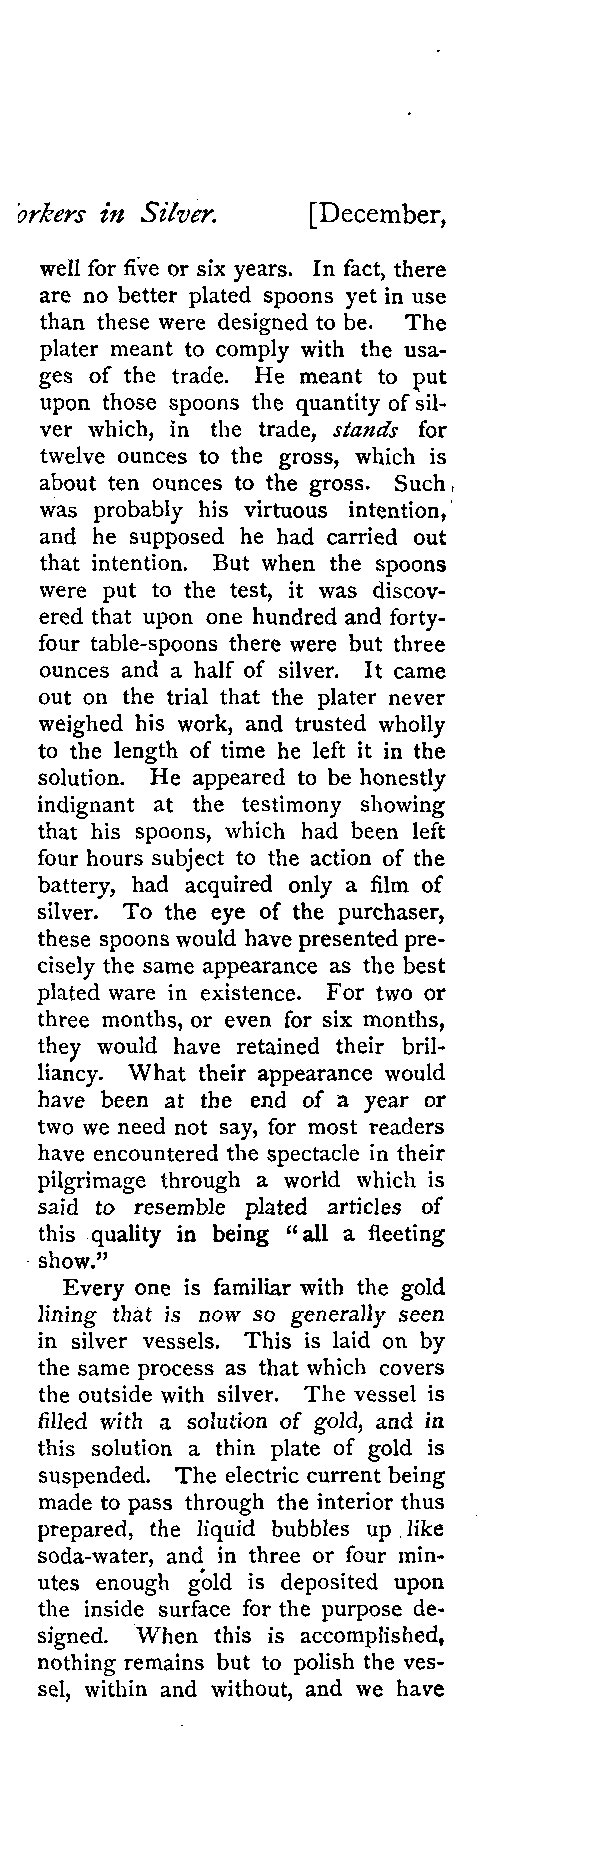 orkers in Silver. [December,
well for five or six years. In fact, there
are no better plated spoons yet in use
than these were designed to be. The
plater meant to comply with the usa-
ges of the trade. He meant to put
upon those spoons the quantity of sil-
ver which, in the trade, stands for
twelve ounces to the gross, which is
about ten ounces to the gross. Such
was probably his virtuous intention,
and he supposed he had carried out
that intention. But when the spoons
were put to the test, it was discov-
ered that upon one hundred and forty-
four table-spoons there were but three
ounces and a half of silver. It came
out on the trial that the plater never
weighed his work, and trusted wholly
to the length of time he left it in the
solution. He appeared to be honestly
indignant at the testimony showing
that his spoons, which had been left
four hours subject to the action of the
battery, had acquired only a film of
silver. To the eye of the purchaser,
these spoons would have presented pre-
cisely the same appearance as the best
plated ware in existence. For two or
three months, or even for six months,
they would have retained their bril-
liancy. What their appearance would
have been at the end of a year or
two we need not say, for most readers
have encountered the spectacle in their
pilgrimage through a world which is
said to resemble plated articles of
this quality in being "all a fleeting
show."
Every one is familiar with the gold
lining that is now so generally seen
in silver vessels. This is laid on by
the same process as that which covers
the outside with silver. The vessel is
filled with a solution of gold, and in
this solution a thin plate of gold is
suspended. The electric current being
made to pass through the interior thus
prepared, the liquid bubbles up like
soda-water, and in three or four min-
utes enough gold is deposited upon
the inside surface for the purpose de-
signed. When this is accomplished,
nothing remains but to polish the ves-
sel, within and without, and we have